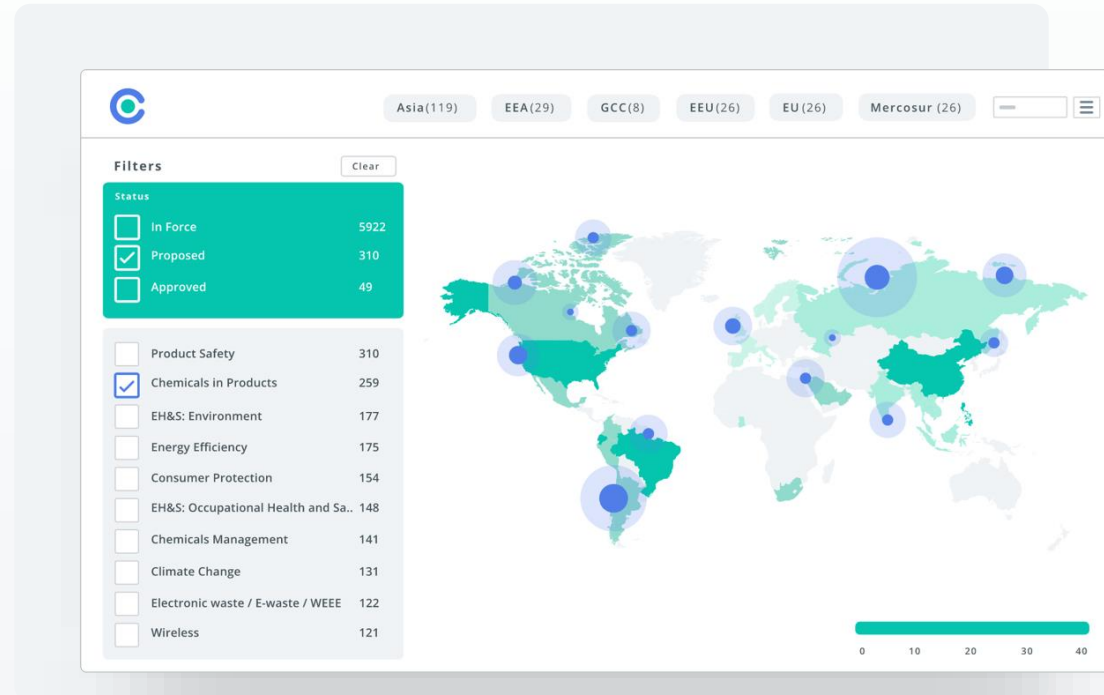 Asia(119) EEA(29) GCC(8) EEU(26) EU(26) Mercosur (26)
Filters Clear
Status
In Force 5922
Proposed 310
Approved 49
Product Safety 310
Chemicals in Products 259
EH&S: Environment 177
Energy Efficiency 175
Consumer Protection 154
EH&S: Occupational Health and Sa.. 148
Chemicals Management 141
Climate Change 131
Electronic waste / E-waste / WEEE 122
Wireless 121
0 10 20 30 40